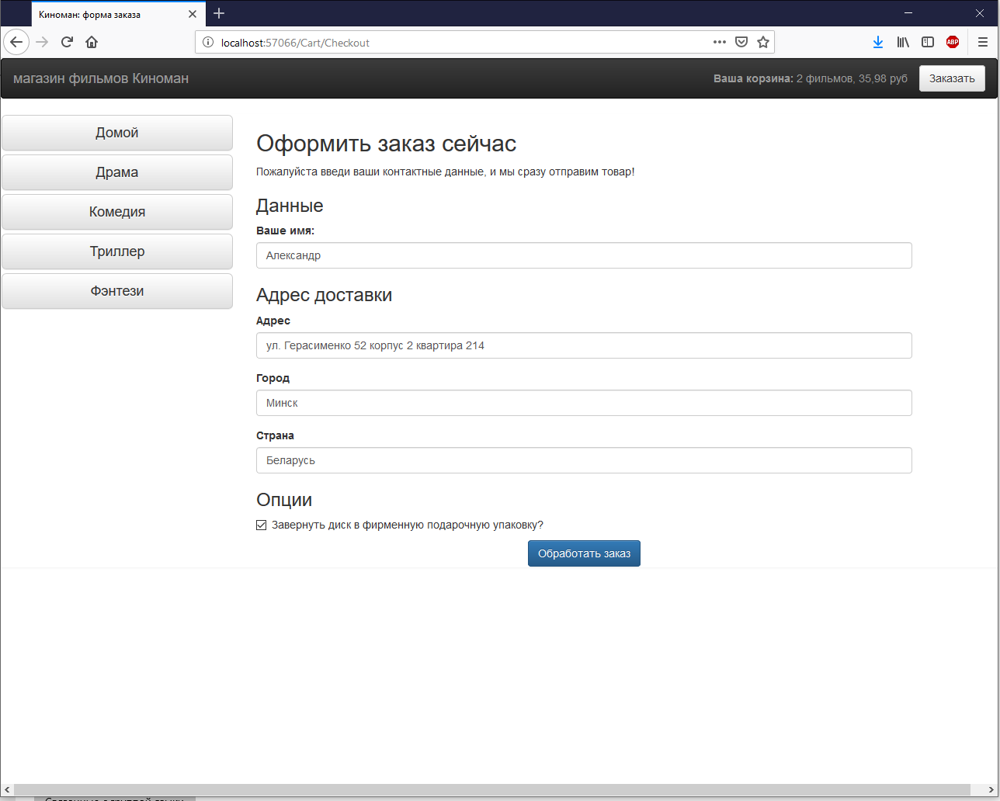 Киноман: форма заказа
localhost:57066/Cart/Checkout
ABP
магазин фильмов Киноман
Ваша корзина: 2 фильмов, 35,98 руб
Заказать
Домой
Драма
Комедия
Триллер
Фэнтези
Оформить заказ сейчас
Пожалуйста введи ваши контактные данные, и мы сразу отправим товар!
Данные
Ваше имя:
Александр
Адрес доставки
Адрес
ул. Герасименко 52 корпус 2 квартира 214
Город
Минск
Страна
Беларусь
Опции
Завернуть диск в фирменную подарочную упаковку?
Обработать заказ